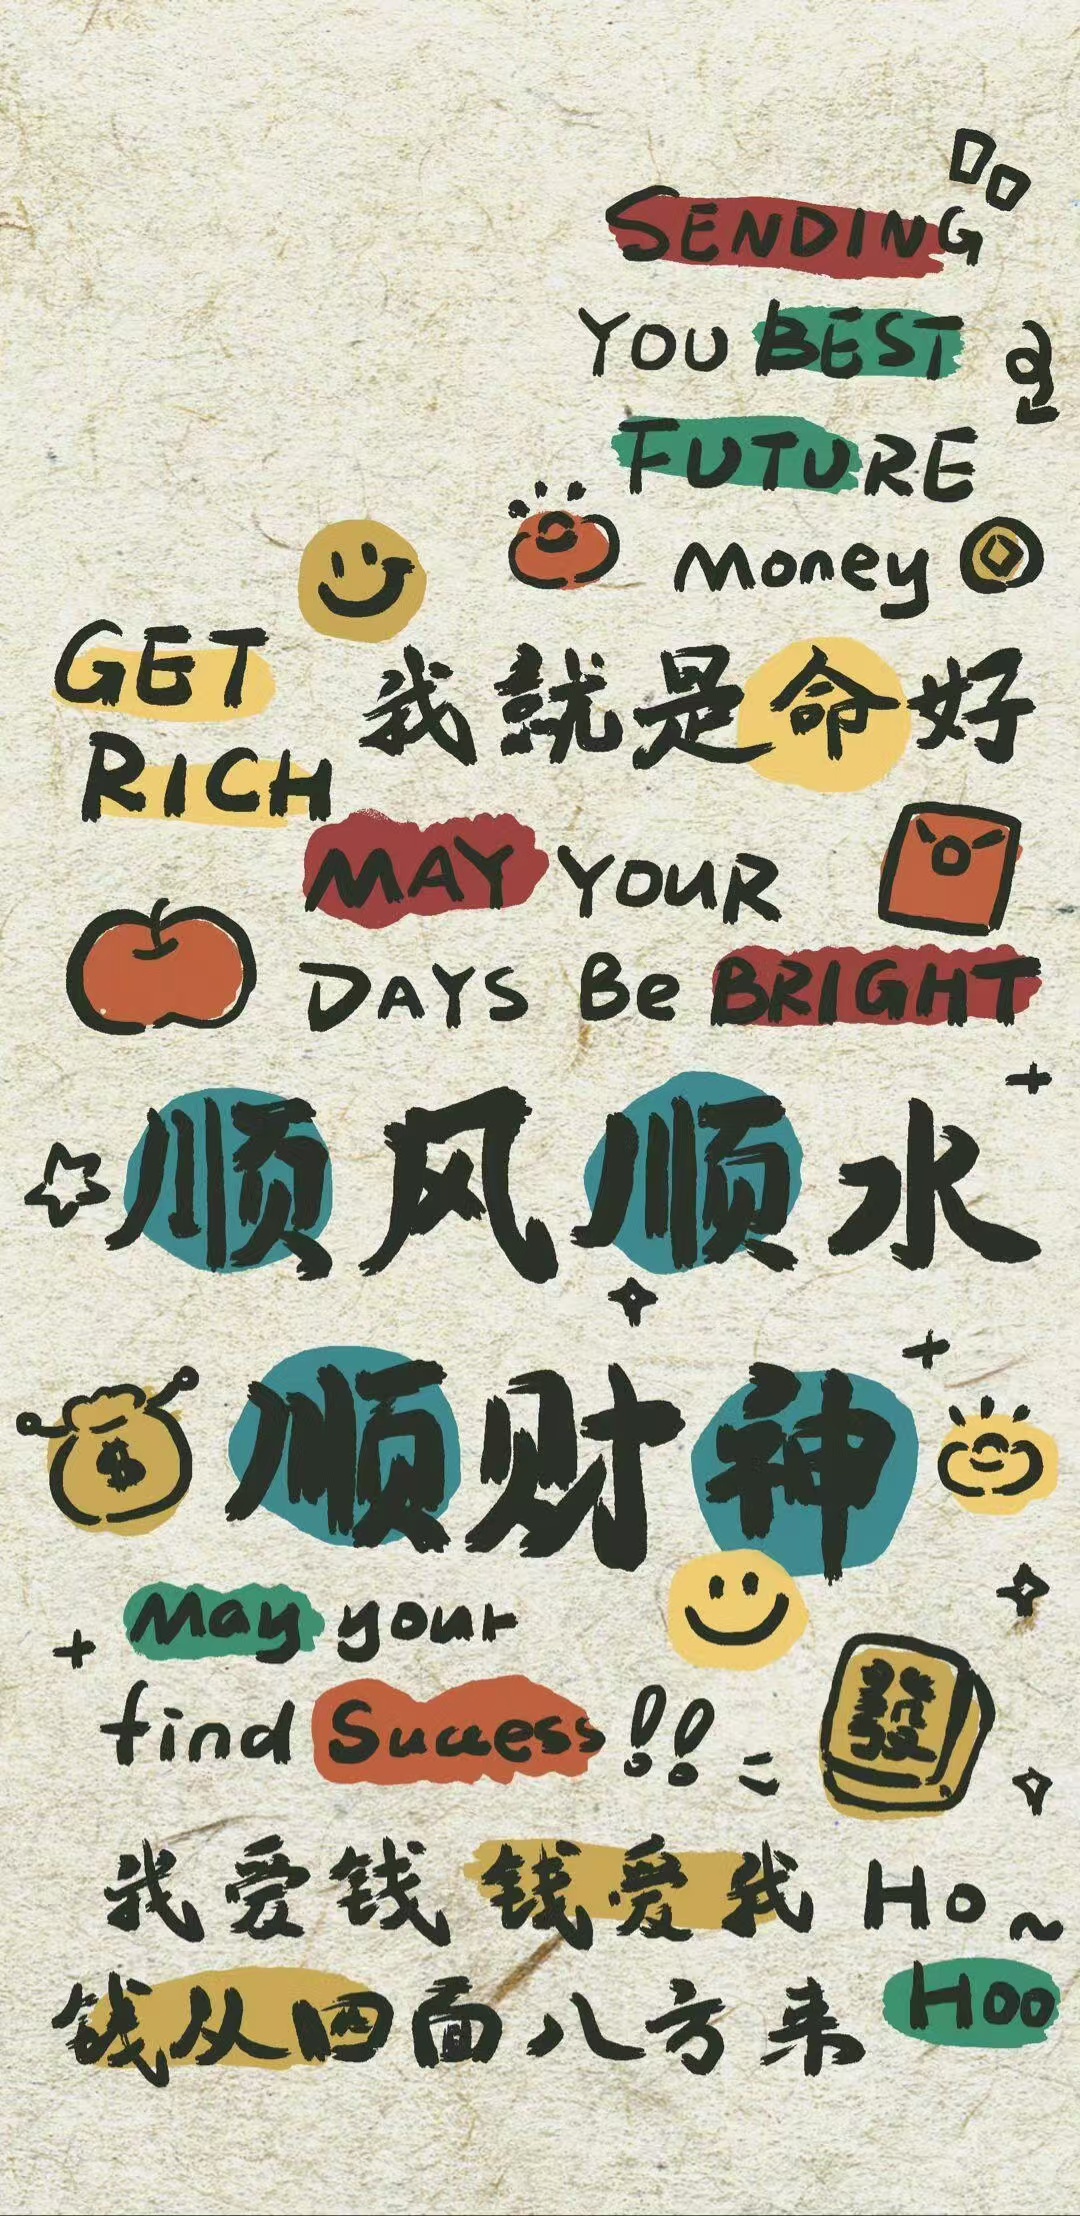 SENDING
YOU BEST
FUTURE
Money
GET
RICH
我就是命好
MAY YOUR
DAYS Be BRIGHT
顺风顺水
顺财神
$
May your
find Success!!
發
我爱钱 钱爱我 Ho~
钱从四面八方来 Hoo